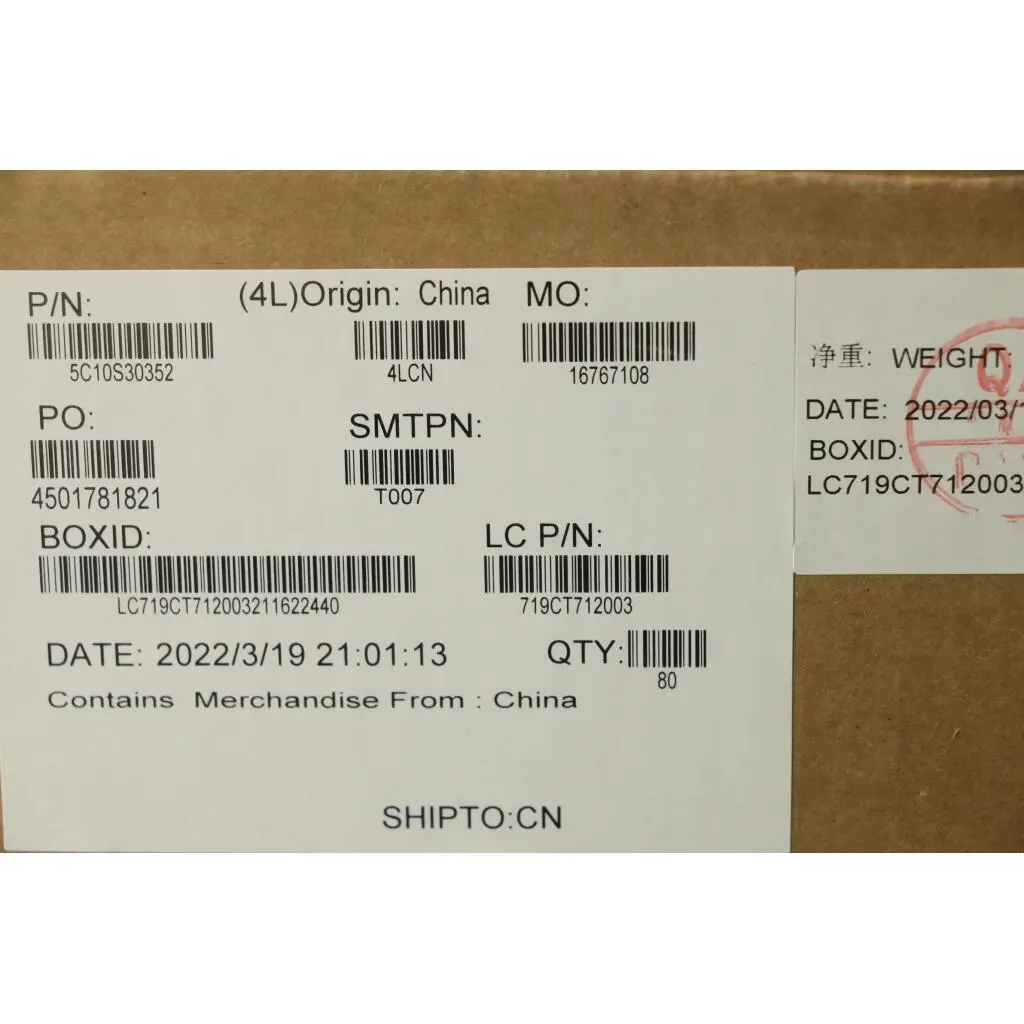 P/N:
(4L)Origin: China
MO:
5C10S30352
4LCN
16767108
PO:
SMTPN:
4501781821
T007
BOXID:
LC P/N:
LC719CT712003211622440
719CT712003
DATE: 2022/3/19 21:01:13
QTY:
80
Contains Merchandise From : China
SHIPTO:CN
净重: WEIGHT:
DATE: 2022/03/
BOXID:
LC719CT712003